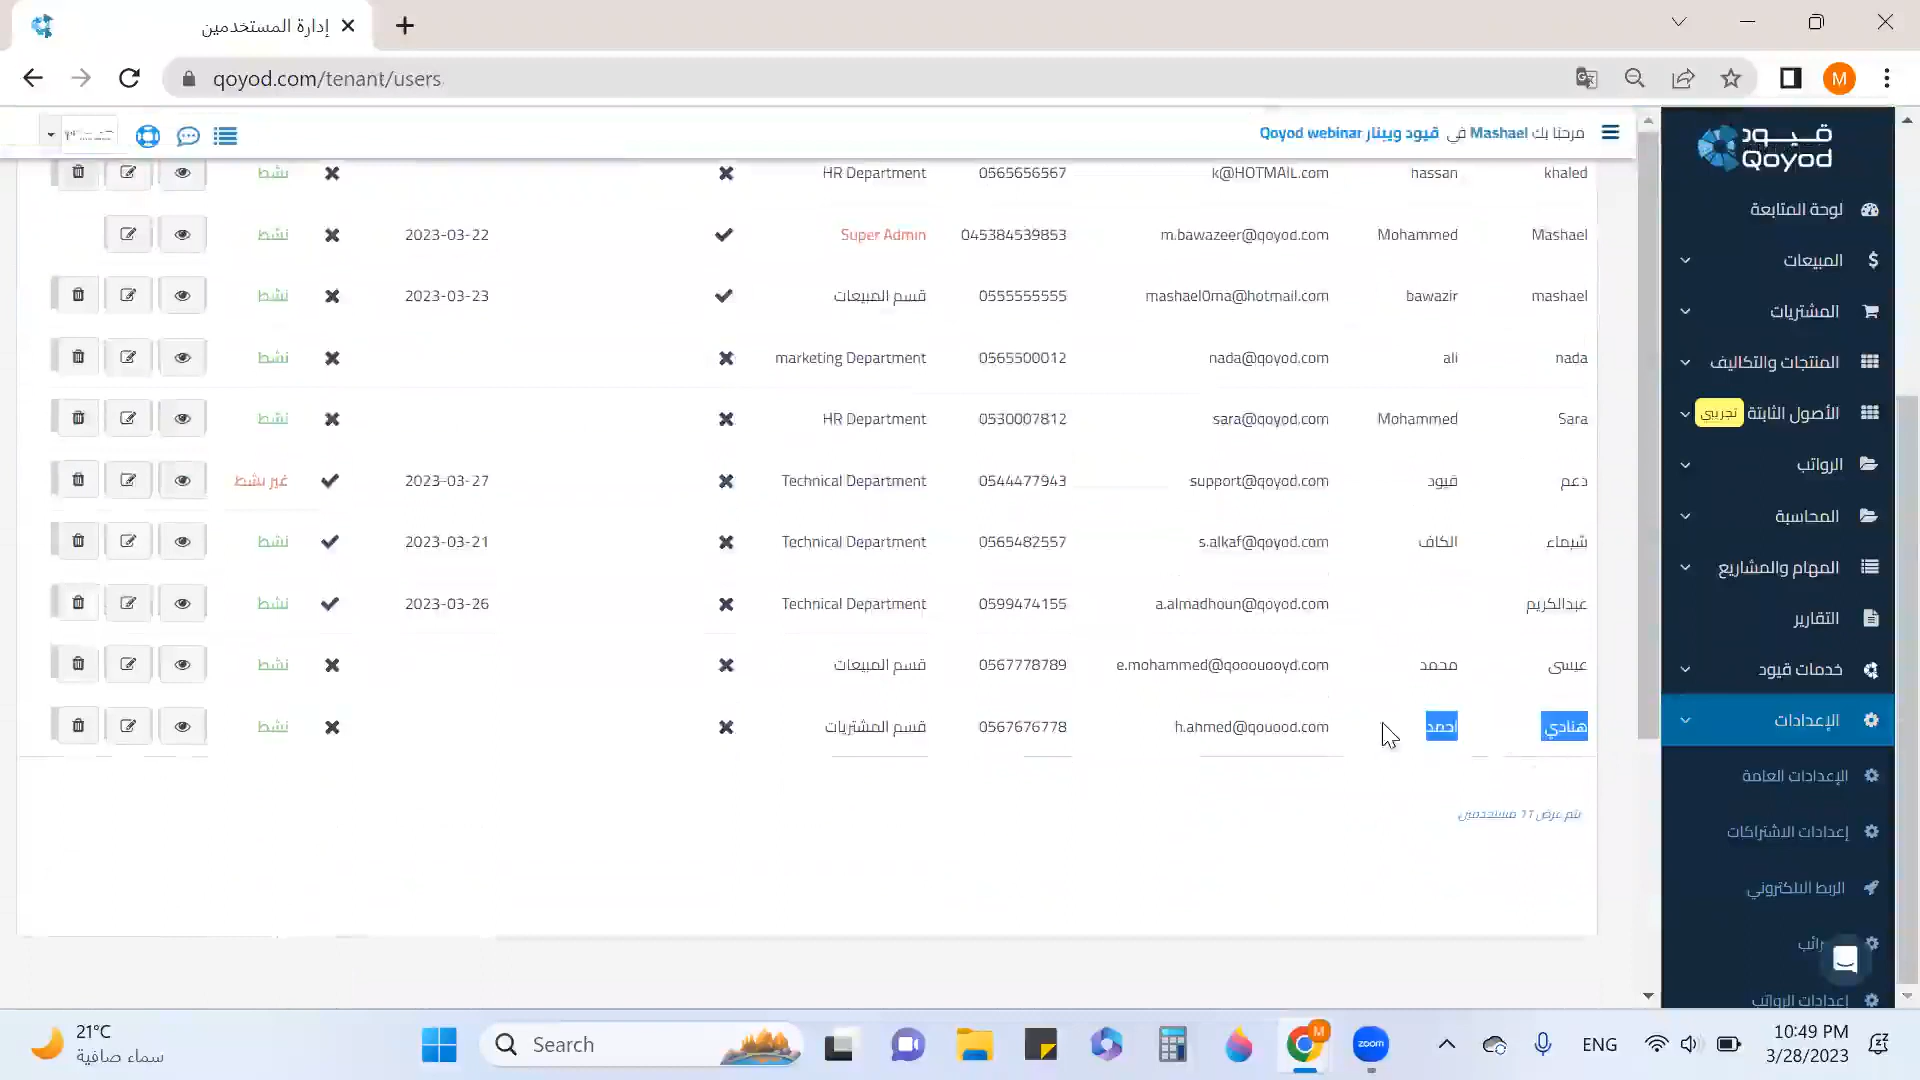 إدارة المستخدمين
qoyod.com/tenant/users
M
مرحبًا بك Mashael في قيود ويبنار Qoyod webinar
قيود
Qoyod
khaled hassan k@HOTMAIL.com 0565656567 HR Department نشط
Mashael Mohammed m.bawazeer@qoyod.com 045384539853 Super Admin 2023-03-22 نشط
mashael bawazir mashael0ma@hotmail.com 0555555555 قسم المبيعات 2023-03-23 نشط
nada ali nada@qoyod.com 0565500012 marketing Department نشط
Sara Mohammed sara@qoyod.com 0530007812 HR Department نشط
دعم قيود support@qoyod.com 0544477943 Technical Department 2023-03-27 غير نشط
شيماء الكاف s.alkaf@qoyod.com 0565482557 Technical Department 2023-03-21 نشط
عبدالكريم a.almadhoun@qoyod.com 0599474155 Technical Department 2023-03-26 نشط
عيسى محمد e.mohammed@qooouooyd.com 0567778789 قسم المبيعات نشط
هنادي احمد h.ahmed@qouood.com 0567676778 قسم المشتريات نشط
يتم عرض 11 مستخدمين
لوحة المتابعة
المبيعات
المشتريات
المنتجات والتكاليف
الأصول الثابتة تجريبي
الرواتب
المحاسبة
المهام والمشاريع
التقارير
خدمات قيود
الإعدادات
الإعدادات العامة
إعدادات الاشتراكات
الربط الالكتروني
إعدادات الرواتب
21°C
سماء صافية
Search
M
zoom
ENG
10:49 PM
3/28/2023